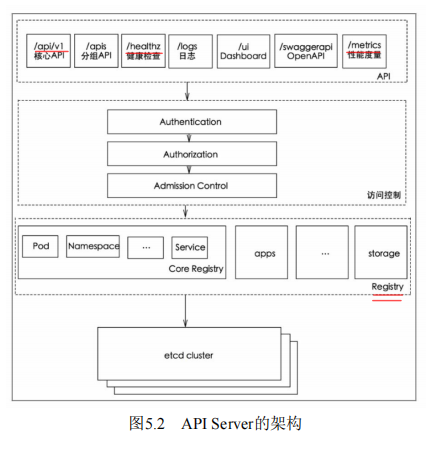 /api/v1
核心API
/apis
分组API
/healthz
健康检查
/logs
日志
/ui
Dashboard
/swaggerapi
OpenAPI
/metrics
性能度量
API
Authentication
Authorization
Admission Control
访问控制
Pod
Namespace
...
Service
Core Registry
apps
...
storage
Registry
etcd cluster
图5.2 API Server的架构